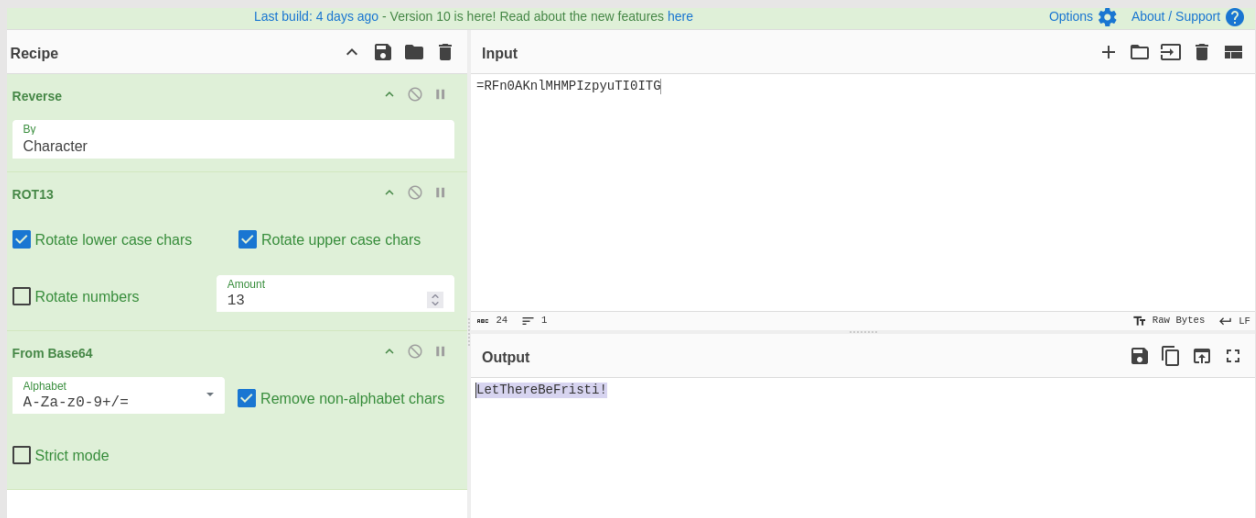 Last build: 4 days ago - Version 10 is here! Read about the new features here
Options
About / Support
Recipe
Reverse
By
Character
ROT13
Rotate lower case chars
Rotate upper case chars
Rotate numbers
Amount
13
From Base64
Alphabet
A-Za-z0-9+/=
Remove non-alphabet chars
Strict mode
Input
=RFn0AKnlMHMPIzpyuTI0ITG
ABC 24
1
Tт Raw Bytes
LF
Output
LetThereBeFristi!